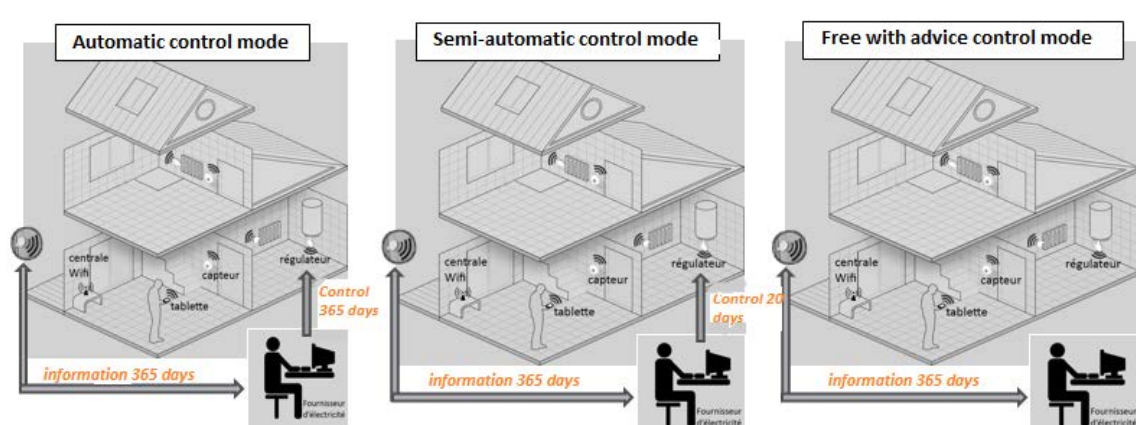 Automatic control mode
centrale
Wifi
capteur
régulateur
tablette
Control
365 days
information 365 days
Fournisseur
d'électricité
Semi-automatic control mode
centrale
Wifi
capteur
régulateur
tablette
Control 20
days
information 365 days
Fournisseur
d'électricité
Free with advice control mode
centrale
Wifi
capteur
régulateur
tablette
information 365 days
Fournisseur
d'électricité